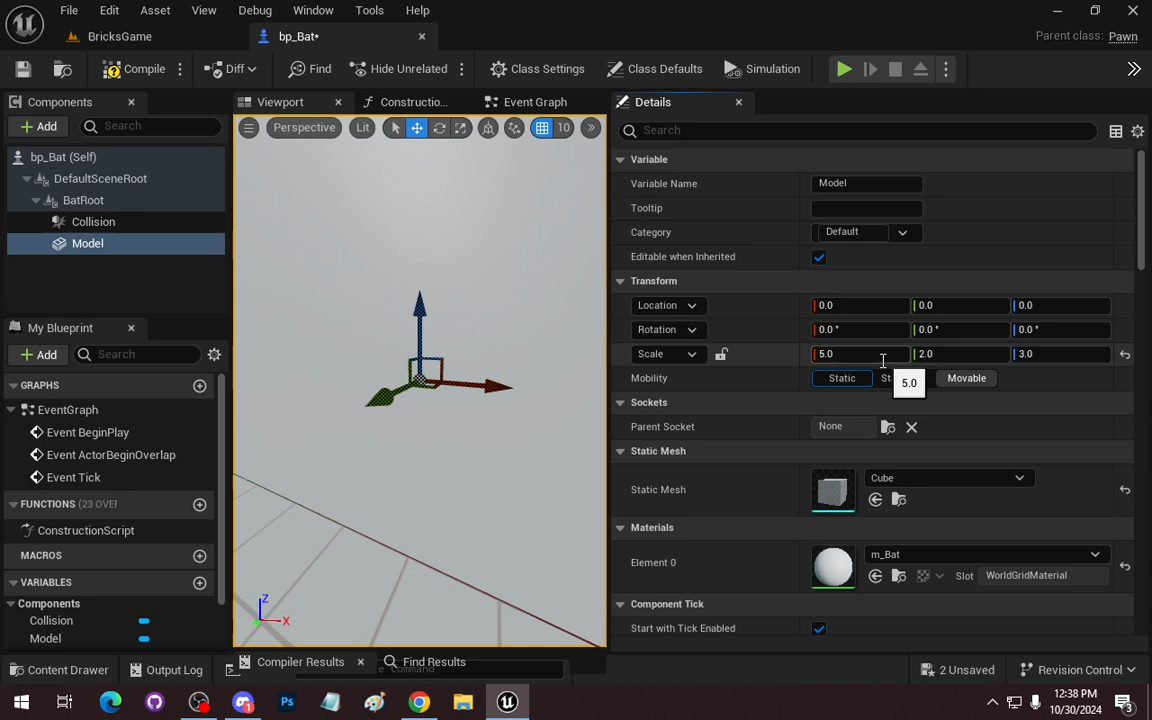 File Edit Asset View Debug Window Tools Help
BricksGame
bp_Bat*
Parent class: Pawn
Compile
Diff
Find
Hide Unrelated
Class Settings
Class Defaults
Simulation
Components
Viewport
Constructio...
Event Graph
Details
Add
Search
Perspective
Lit
10
Search
bp_Bat (Self)
DefaultSceneRoot
BatRoot
Collision
Model
Variable
Variable Name
Model
Tooltip
Category
Default
Editable when Inherited
Transform
Location
0.0 0.0 0.0
Rotation
0.0 ° 0.0 ° 0.0 °
Scale
5.0 2.0 3.0
Mobility
Static
Movable
5.0
Sockets
Parent Socket
None
Static Mesh
Static Mesh
Cube
Materials
Element 0
m_Bat
Slot WorldGridMaterial
Component Tick
Start with Tick Enabled
My Blueprint
Add
Search
GRAPHS
EventGraph
Event BeginPlay
Event ActorBeginOverlap
Event Tick
FUNCTIONS (23 OVEF
ConstructionScript
MACROS
VARIABLES
Components
Collision
Model
Z
X
Content Drawer
Output Log
Compiler Results
Find Results
2 Unsaved
Revision Control
Ps
12:38 PM
10/30/2024
3